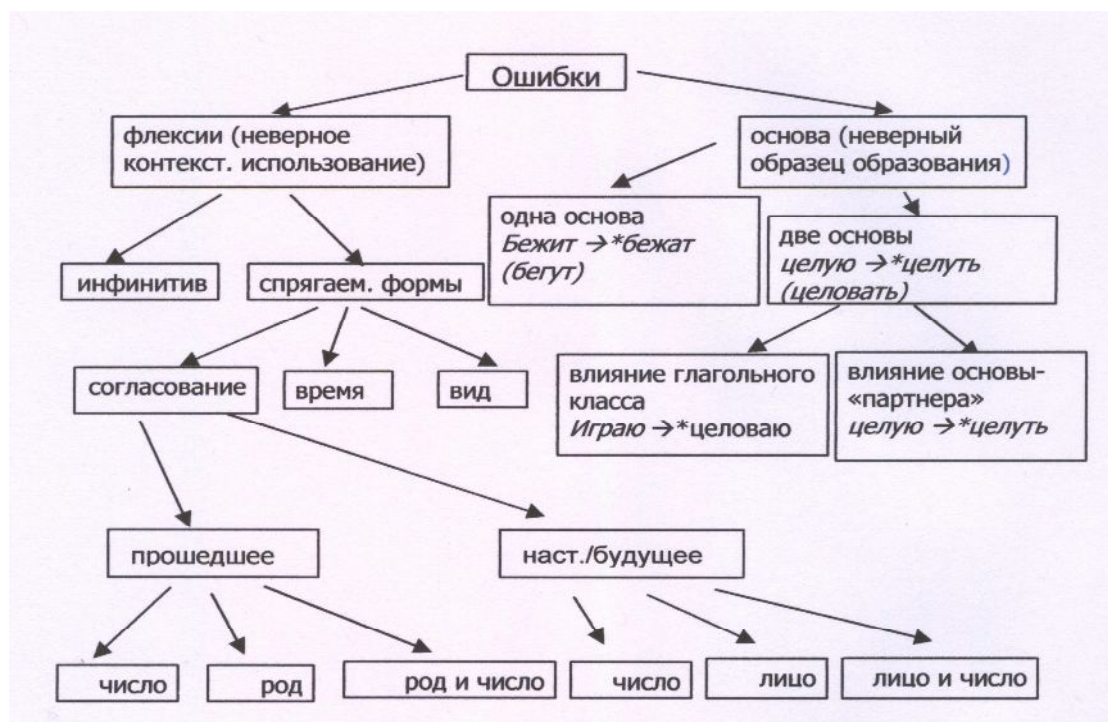 Ошибки
флексии (неверное
контекст. использование)
основа (неверный
образец образования)
одна основа
Бежит → *бежат
(бегут)
две основы
целую → *целуть
(целовать)
инфинитив
спрягаем. формы
согласование
время
вид
влияние глагольного
класса
Играю → *целоваю
влияние основы-
«партнера»
целую → *целуть
прошедшее
наст./будущее
число
род
род и число
число
лицо
лицо и число